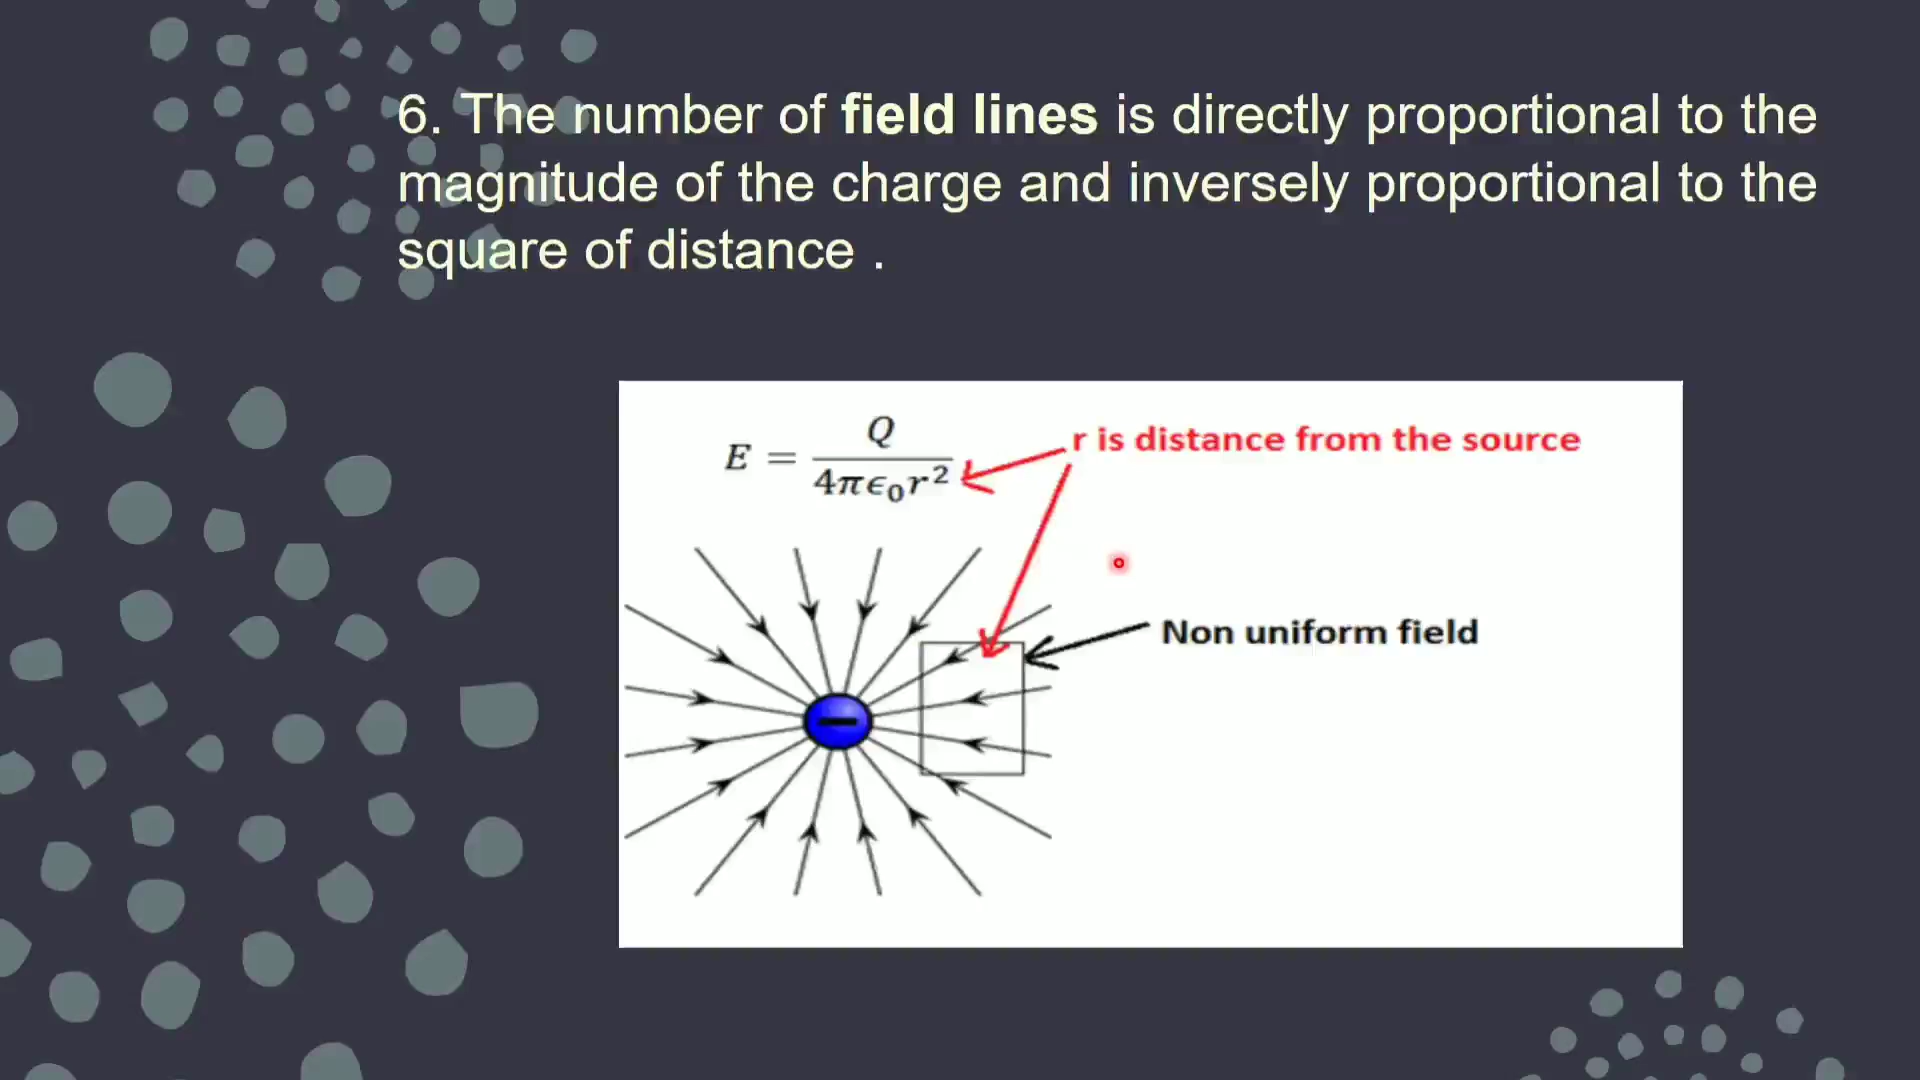 6. The number of field lines is directly proportional to the
magnitude of the charge and inversely proportional to the
square of distance .
E = Q / 4πϵ₀r²
r is distance from the source
Non uniform field
−